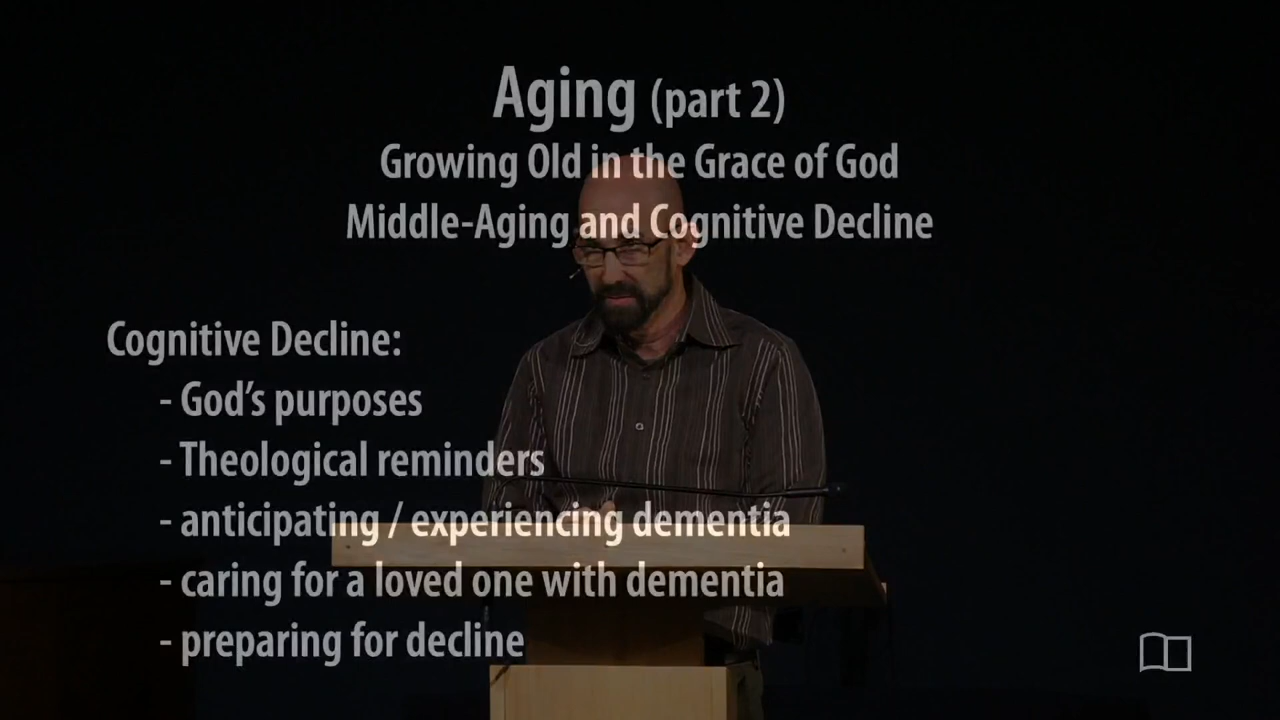 Aging (part 2)
Growing Old in the Grace of God
Middle-Aging and Cognitive Decline
Cognitive Decline:
- God’s purposes
- Theological reminders
- anticipating / experiencing dementia
- caring for a loved one with dementia
- preparing for decline